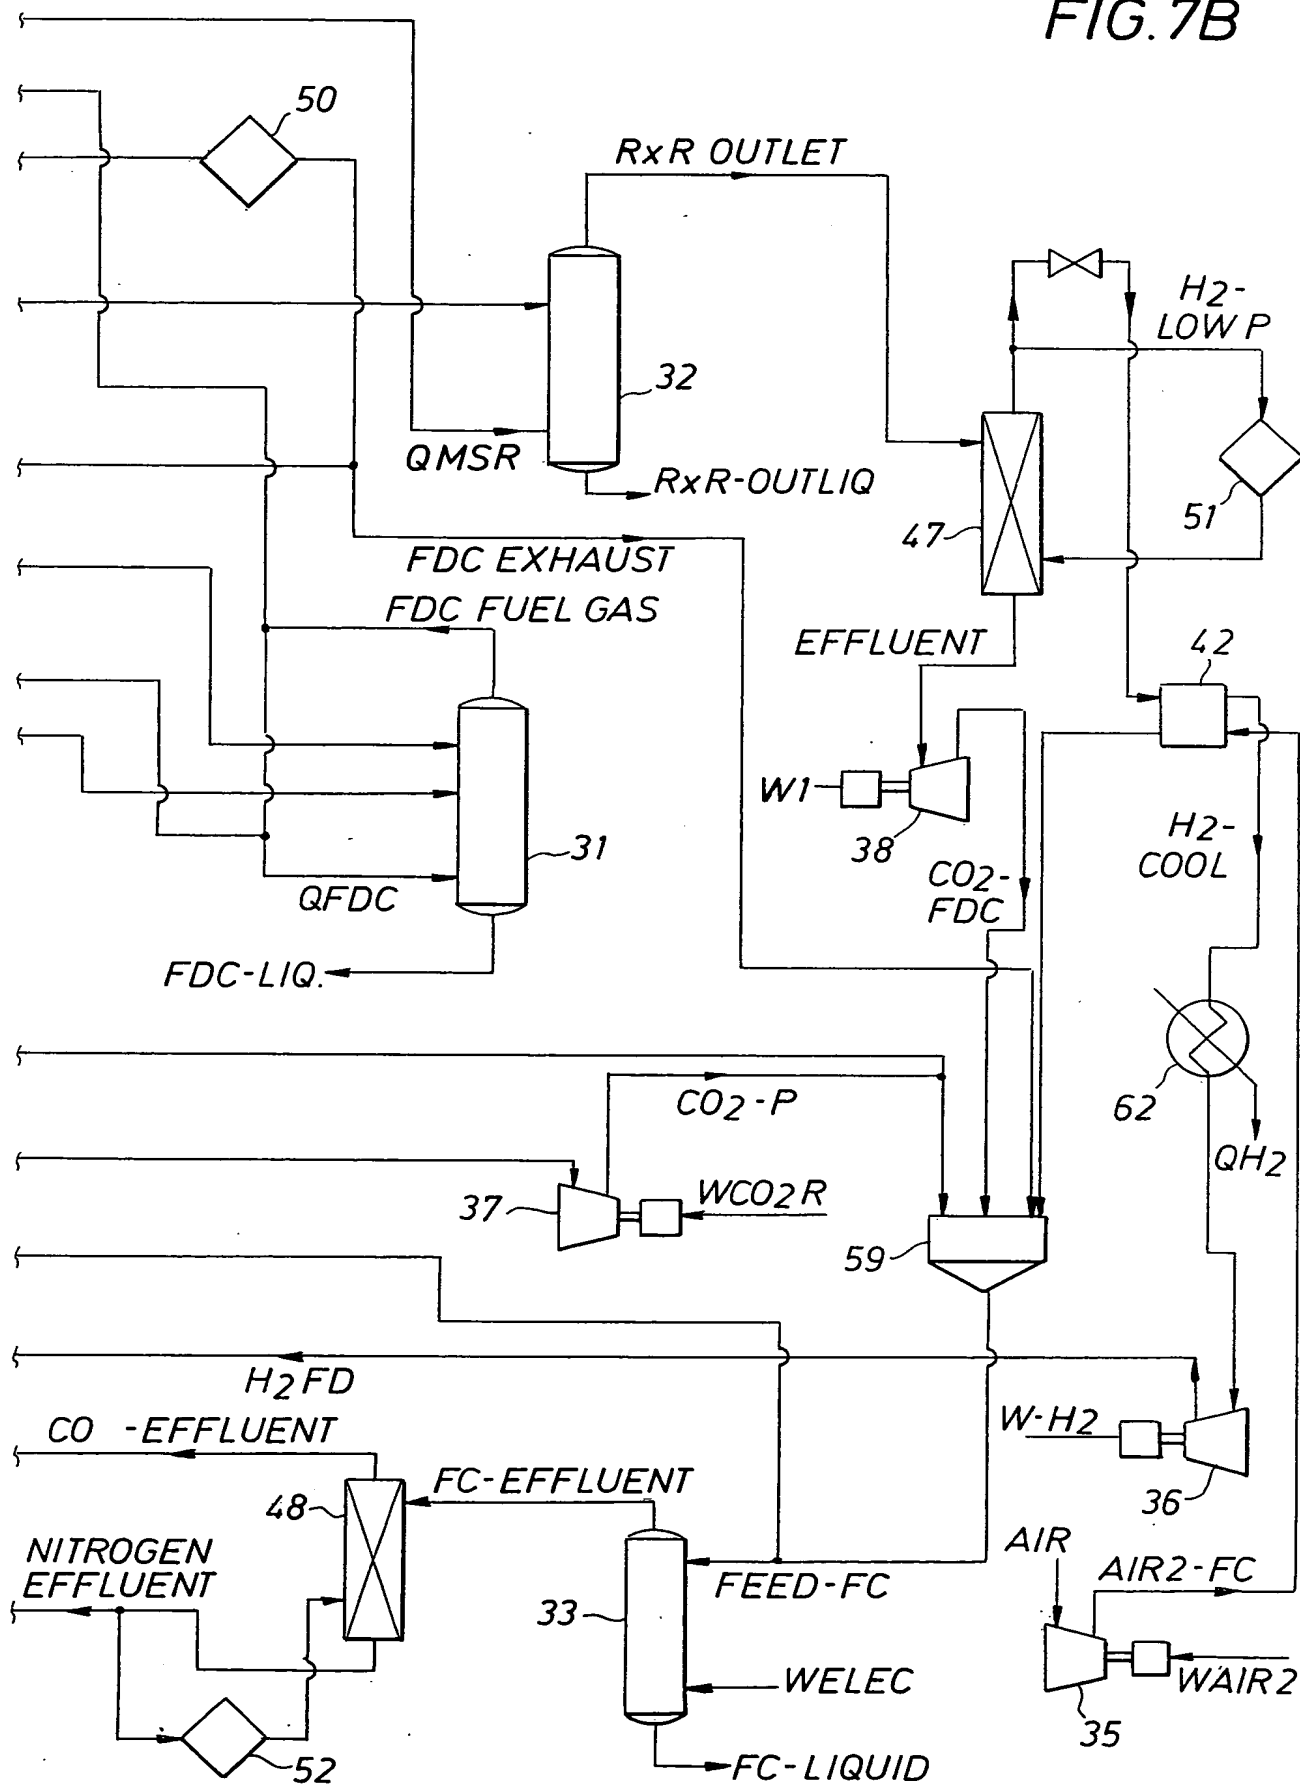 FIG. 7B
50
RxR OUTLET
H2-
LOW P
32
QMSR
RxR-OUTLIQ
51
47
FDC EXHAUST
FDC FUEL GAS
EFFLUENT
42
W1
38
31
H2-
COOL
CO2-
FDC
QFDC
FDC-LIQ.
62
CO2-P
QH2
37
WCO2R
59
H2FD
CO -EFFLUENT
W-H2
FC-EFFLUENT
48
36
NITROGEN
EFFLUENT
AIR
AIR2-FC
FEED-FC
33
WELEC
WAIR2
35
52
FC-LIQUID